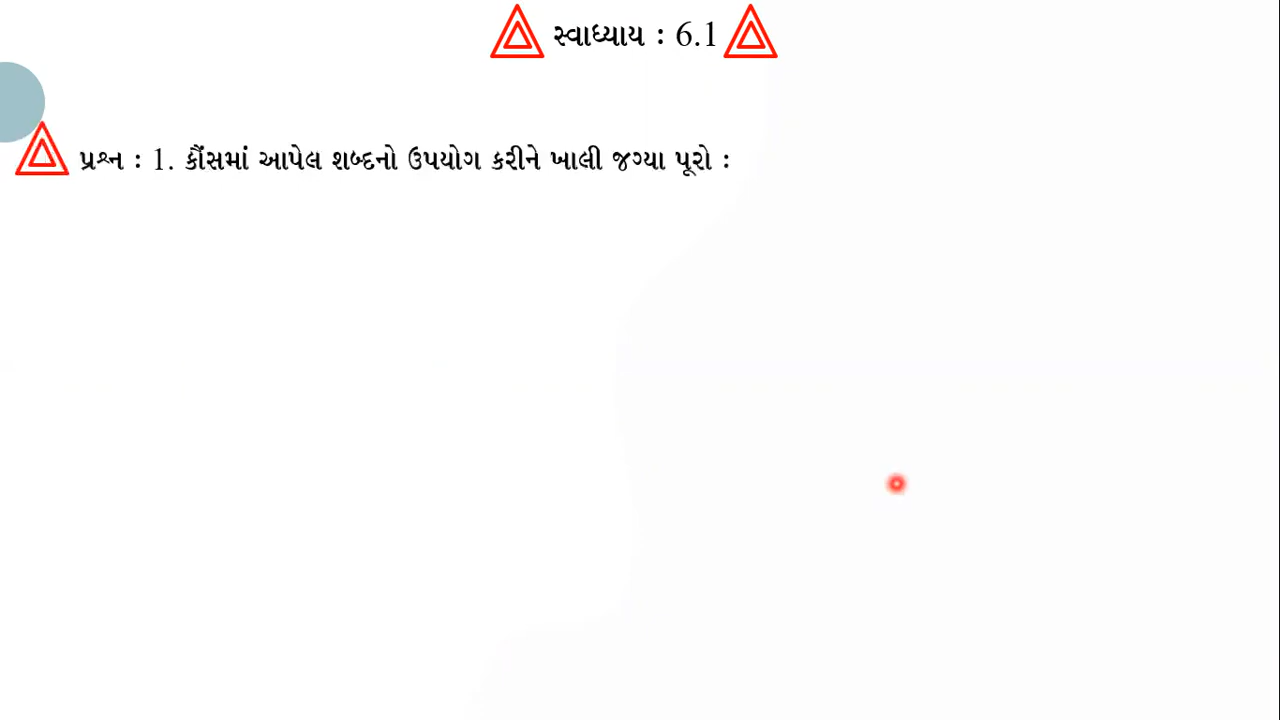 સ્વાધ્યાય : 6.1
પ્રશ્ન : 1. કૌંસમાં આપેલ શબ્દનો ઉપયોગ કરીને ખાલી જગ્યા પૂરો :